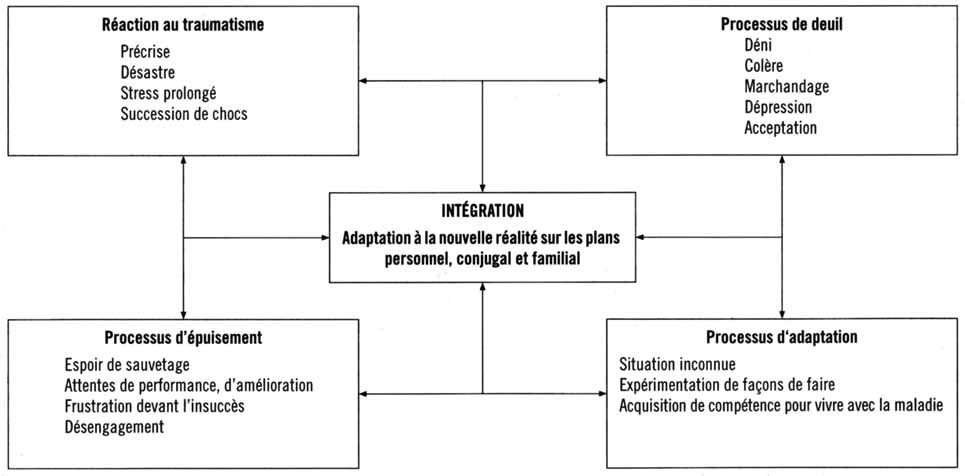 Réaction au traumatisme
Précrise
Désastre
Stress prolongé
Succession de chocs
Processus de deuil
Déni
Colère
Marchandage
Dépression
Acceptation
INTÉGRATION
Adaptation à la nouvelle réalité sur les plans
personnel, conjugal et familial
Processus d'épuisement
Espoir de sauvetage
Attentes de performance, d'amélioration
Frustration devant l'insuccès
Désengagement
Processus d'adaptation
Situation inconnue
Expérimentation de façons de faire
Acquisition de compétence pour vivre avec la maladie